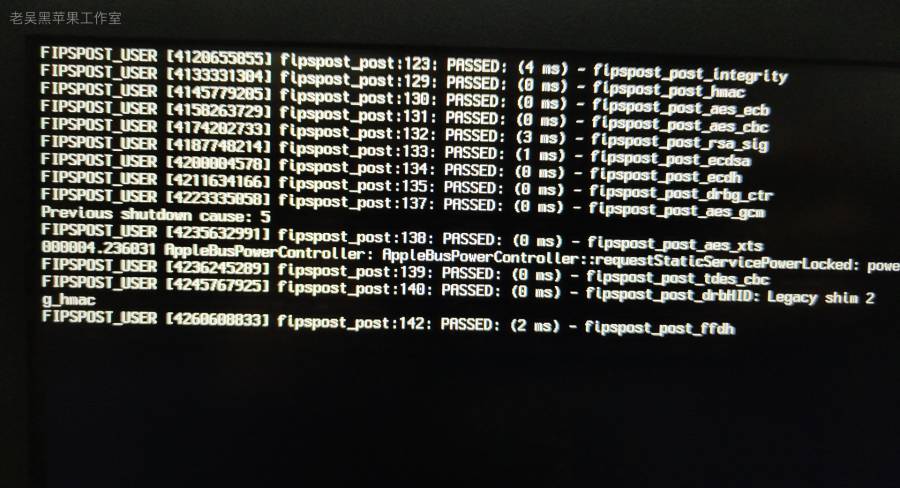 老吴黑苹果工作室
FIPSPOST_USER [4120655855] fipspost_post:123: PASSED: (4 ms) - fipspost_post_integrity
FIPSPOST_USER [4133331304] fipspost_post:129: PASSED: (0 ms) - fipspost_post_hmac
FIPSPOST_USER [4145779205] fipspost_post:130: PASSED: (0 ms) - fipspost_post_aes_ecb
FIPSPOST_USER [4158263729] fipspost_post:131: PASSED: (0 ms) - fipspost_post_aes_cbc
FIPSPOST_USER [4174202733] fipspost_post:132: PASSED: (3 ms) - fipspost_post_rsa_sig
FIPSPOST_USER [4187748214] fipspost_post:133: PASSED: (1 ms) - fipspost_post_ecdsa
FIPSPOST_USER [4200004578] fipspost_post:134: PASSED: (0 ms) - fipspost_post_ecdh
FIPSPOST_USER [4211634166] fipspost_post:135: PASSED: (0 ms) - fipspost_post_drbg_ctr
FIPSPOST_USER [4223335058] fipspost_post:137: PASSED: (0 ms) - fipspost_post_aes_gcm
Previous shutdown cause: 5
FIPSPOST_USER [4235632991] fipspost_post:138: PASSED: (0 ms) - fipspost_post_aes_xts
000004.236031 AppleBusPowerController: AppleBusPowerController::requestStaticServicePowerLocked: powe
FIPSPOST_USER [4236245289] fipspost_post:139: PASSED: (0 ms) - fipspost_post_tdes_cbc
FIPSPOST_USER [4245767925] fipspost_post:140: PASSED: (0 ms) - fipspost_post_drbHID: Legacy shim 2
g_hmac
FIPSPOST_USER [4260608033] fipspost_post:142: PASSED: (2 ms) - fipspost_post_ffdh